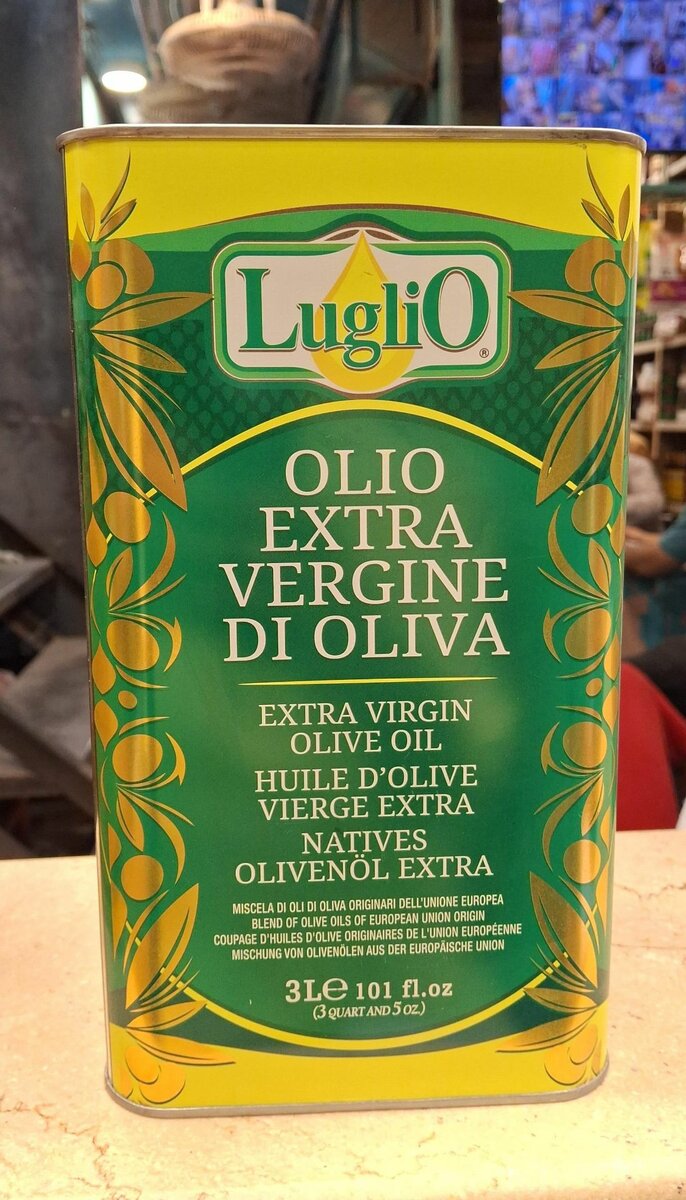 LugliO
®
OLIO
EXTRA
VERGINE
DI OLIVA
EXTRA VIRGIN
OLIVE OIL
HUILE D'OLIVE
VIERGE EXTRA
NATIVES
OLIVENÖL EXTRA
MISCELA DI OLI DI OLIVA ORIGINARI DELL'UNIONE EUROPEA
BLEND OF OLIVE OILS OF EUROPEAN UNION ORIGIN
COUPAGE D'HUILES D'OLIVE ORIGINAIRES DE L'UNION EUROPÉENNE
MISCHUNG VON OLIVENÖLEN AUS DER EUROPÄISCHE UNION
3L℮ 101 fl.oz
(3 QUART AND 5 OZ.)